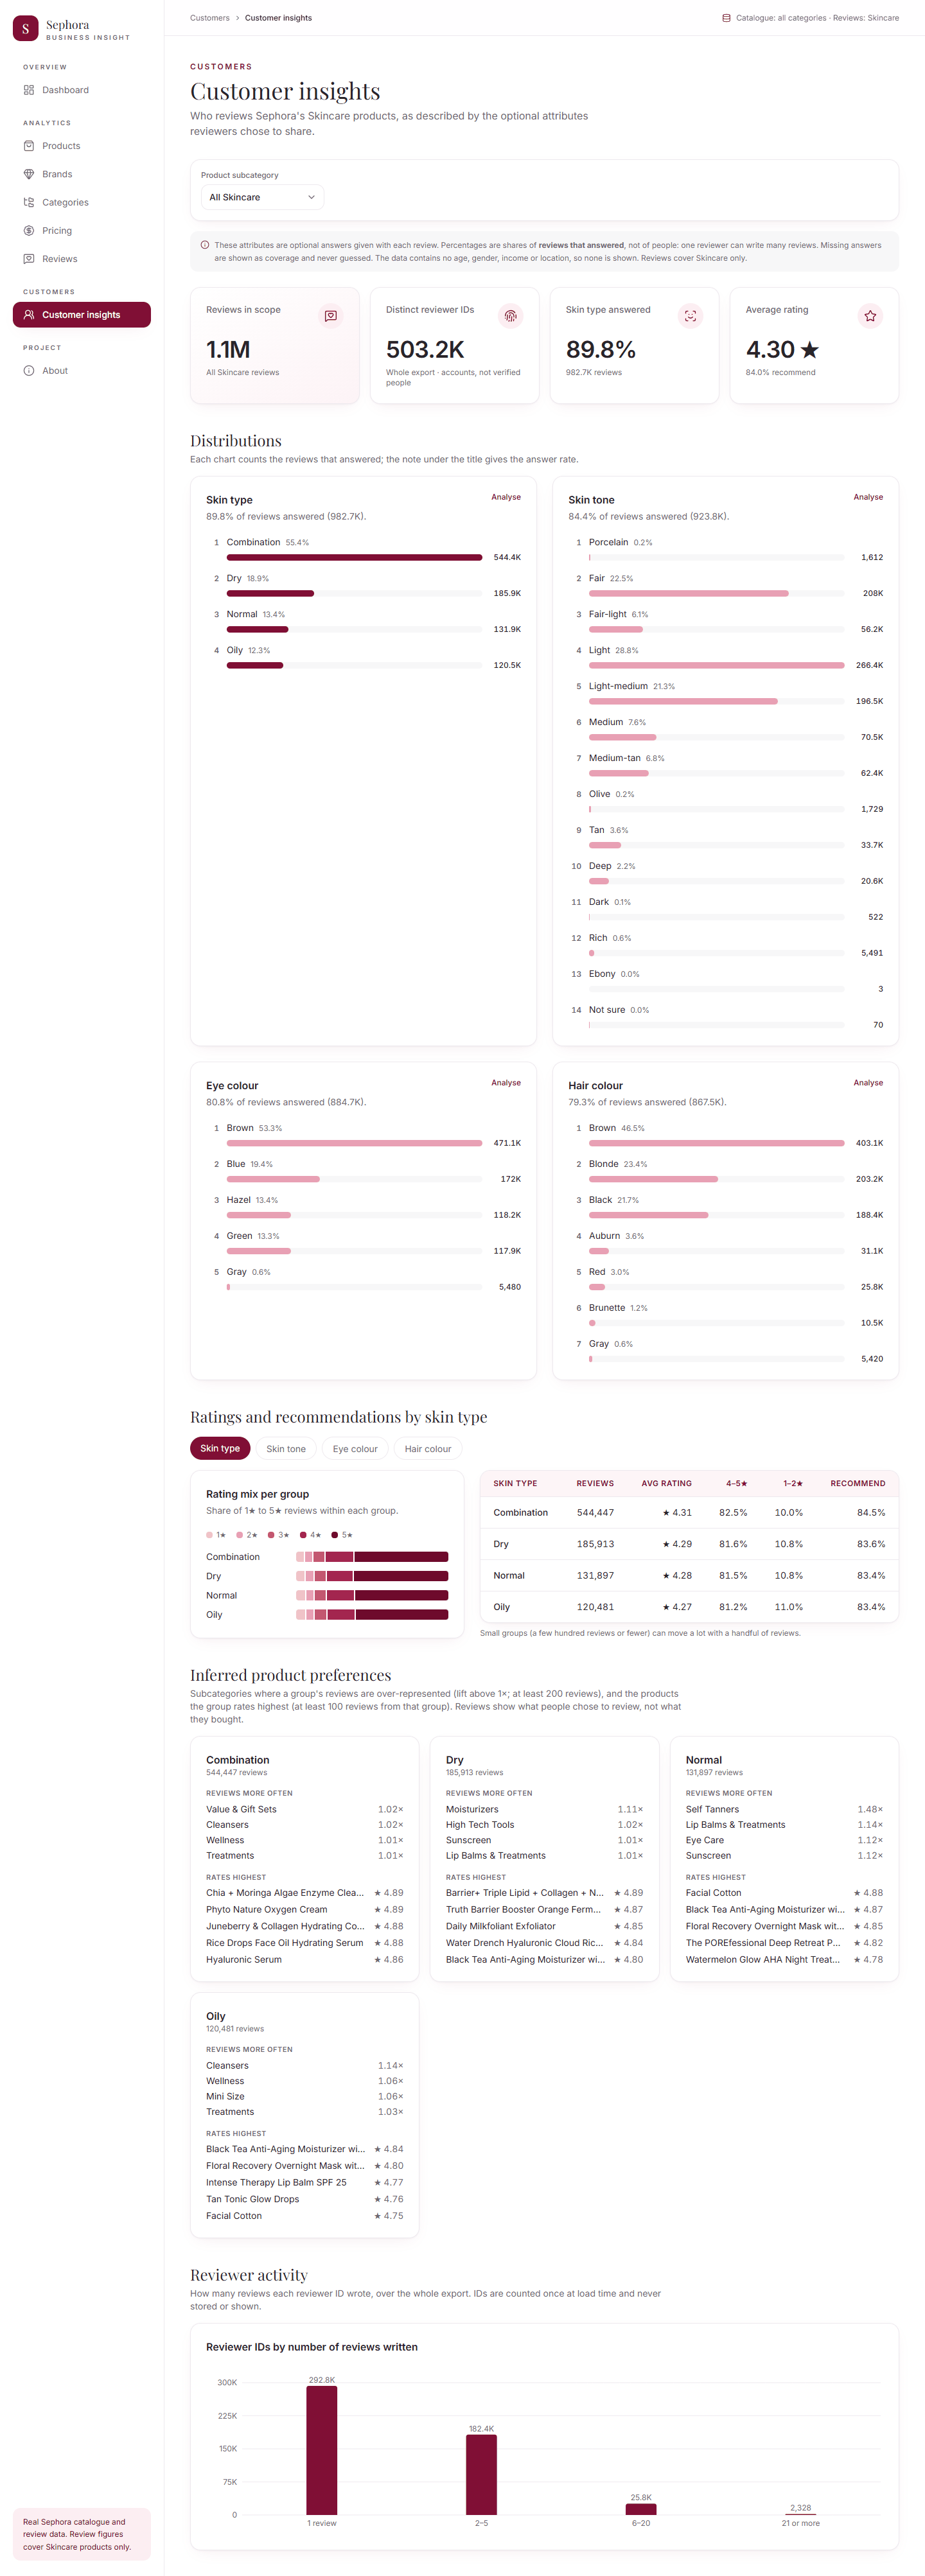 S
Sephora
BUSINESS INSIGHT
OVERVIEW
Dashboard
ANALYTICS
Products
Brands
Categories
Pricing
Reviews
CUSTOMERS
Customer insights
PROJECT
About
Real Sephora catalogue and
review data. Review figures
cover Skincare products only.
Customers > Customer insights
Catalogue: all categories · Reviews: Skincare
CUSTOMERS
Customer insights
Who reviews Sephora's Skincare products, as described by the optional attributes
reviewers chose to share.
Product subcategory
All Skincare
These attributes are optional answers given with each review. Percentages are shares of reviews that answered, not of people: one reviewer can write many reviews. Missing answers
are shown as coverage and never guessed. The data contains no age, gender, income or location, so none is shown. Reviews cover Skincare only.
Reviews in scope
1.1M
All Skincare reviews
Distinct reviewer IDs
503.2K
Whole export · accounts, not verified
people
Skin type answered
89.8%
982.7K reviews
Average rating
4.30 ★
84.0% recommend
Distributions
Each chart counts the reviews that answered; the note under the title gives the answer rate.
Skin type
Analyse
89.8% of reviews answered (982.7K).
1 Combination 55.4%
544.4K
2 Dry 18.9%
185.9K
3 Normal 13.4%
131.9K
4 Oily 12.3%
120.5K
Skin tone
Analyse
84.4% of reviews answered (923.8K).
1 Porcelain 0.2%
1,612
2 Fair 22.5%
208K
3 Fair-light 6.1%
56.2K
4 Light 28.8%
266.4K
5 Light-medium 21.3%
196.5K
6 Medium 7.6%
70.5K
7 Medium-tan 6.8%
62.4K
8 Olive 0.2%
1,729
9 Tan 3.6%
33.7K
10 Deep 2.2%
20.6K
11 Dark 0.1%
522
12 Rich 0.6%
5,491
13 Ebony 0.0%
3
14 Not sure 0.0%
70
Eye colour
Analyse
80.8% of reviews answered (884.7K).
1 Brown 53.3%
471.1K
2 Blue 19.4%
172K
3 Hazel 13.4%
118.2K
4 Green 13.3%
117.9K
5 Gray 0.6%
5,480
Hair colour
Analyse
79.3% of reviews answered (867.5K).
1 Brown 46.5%
403.1K
2 Blonde 23.4%
203.2K
3 Black 21.7%
188.4K
4 Auburn 3.6%
31.1K
5 Red 3.0%
25.8K
6 Brunette 1.2%
10.5K
7 Gray 0.6%
5,420
Ratings and recommendations by skin type
Skin type Skin tone Eye colour Hair colour
Rating mix per group
Share of 1★ to 5★ reviews within each group.
1★ 2★ 3★ 4★ 5★
Combination
Dry
Normal
Oily
SKIN TYPE REVIEWS AVG RATING 4–5★ 1–2★ RECOMMEND
Combination 544,447 ★ 4.31 82.5% 10.0% 84.5%
Dry 185,913 ★ 4.29 81.6% 10.8% 83.6%
Normal 131,897 ★ 4.28 81.5% 10.8% 83.4%
Oily 120,481 ★ 4.27 81.2% 11.0% 83.4%
Small groups (a few hundred reviews or fewer) can move a lot with a handful of reviews.
Inferred product preferences
Subcategories where a group's reviews are over-represented (lift above 1×; at least 200 reviews), and the products
the group rates highest (at least 100 reviews from that group). Reviews show what people chose to review, not what
they bought.
Combination
544,447 reviews
REVIEWS MORE OFTEN
Value & Gift Sets 1.02×
Cleansers 1.02×
Wellness 1.01×
Treatments 1.01×
RATES HIGHEST
Chia + Moringa Algae Enzyme Clea... ★ 4.89
Phyto Nature Oxygen Cream ★ 4.89
Juneberry & Collagen Hydrating Co... ★ 4.88
Rice Drops Face Oil Hydrating Serum ★ 4.88
Hyaluronic Serum ★ 4.86
Dry
185,913 reviews
REVIEWS MORE OFTEN
Moisturizers 1.11×
High Tech Tools 1.02×
Sunscreen 1.01×
Lip Balms & Treatments 1.01×
RATES HIGHEST
Barrier+ Triple Lipid + Collagen + N... ★ 4.89
Truth Barrier Booster Orange Ferm... ★ 4.87
Daily Milkfoliant Exfoliator ★ 4.85
Water Drench Hyaluronic Cloud Ric... ★ 4.84
Black Tea Anti-Aging Moisturizer wi... ★ 4.80
Normal
131,897 reviews
REVIEWS MORE OFTEN
Self Tanners 1.48×
Lip Balms & Treatments 1.14×
Eye Care 1.12×
Sunscreen 1.12×
RATES HIGHEST
Facial Cotton ★ 4.88
Black Tea Anti-Aging Moisturizer wi... ★ 4.87
Floral Recovery Overnight Mask wit... ★ 4.85
The POREfessional Deep Retreat P... ★ 4.82
Watermelon Glow AHA Night Treat... ★ 4.78
Oily
120,481 reviews
REVIEWS MORE OFTEN
Cleansers 1.14×
Wellness 1.06×
Mini Size 1.06×
Treatments 1.03×
RATES HIGHEST
Black Tea Anti-Aging Moisturizer wi... ★ 4.84
Floral Recovery Overnight Mask wit... ★ 4.80
Intense Therapy Lip Balm SPF 25 ★ 4.77
Tan Tonic Glow Drops ★ 4.76
Facial Cotton ★ 4.75
Reviewer activity
How many reviews each reviewer ID wrote, over the whole export. IDs are counted once at load time and never
stored or shown.
Reviewer IDs by number of reviews written
300K
225K
150K
75K
0
292.8K
182.4K
25.8K
2,328
1 review 2–5 6–20 21 or more